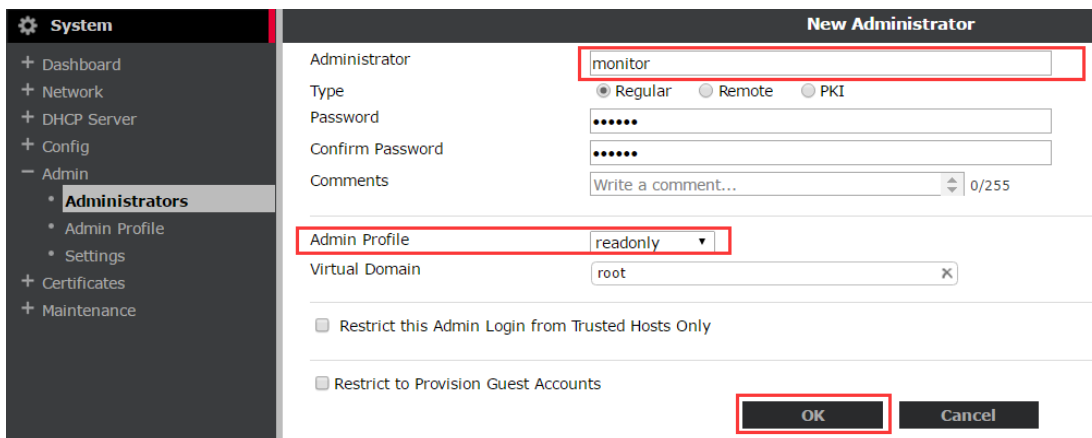 System
+ Dashboard
+ Network
+ DHCP Server
+ Config
− Admin
• Administrators
• Admin Profile
• Settings
+ Certificates
+ Maintenance
New Administrator
Administrator monitor
Type Regular Remote PKI
Password ••••••
Confirm Password ••••••
Comments Write a comment... 0/255
Admin Profile readonly
Virtual Domain root
Restrict this Admin Login from Trusted Hosts Only
Restrict to Provision Guest Accounts
OK Cancel